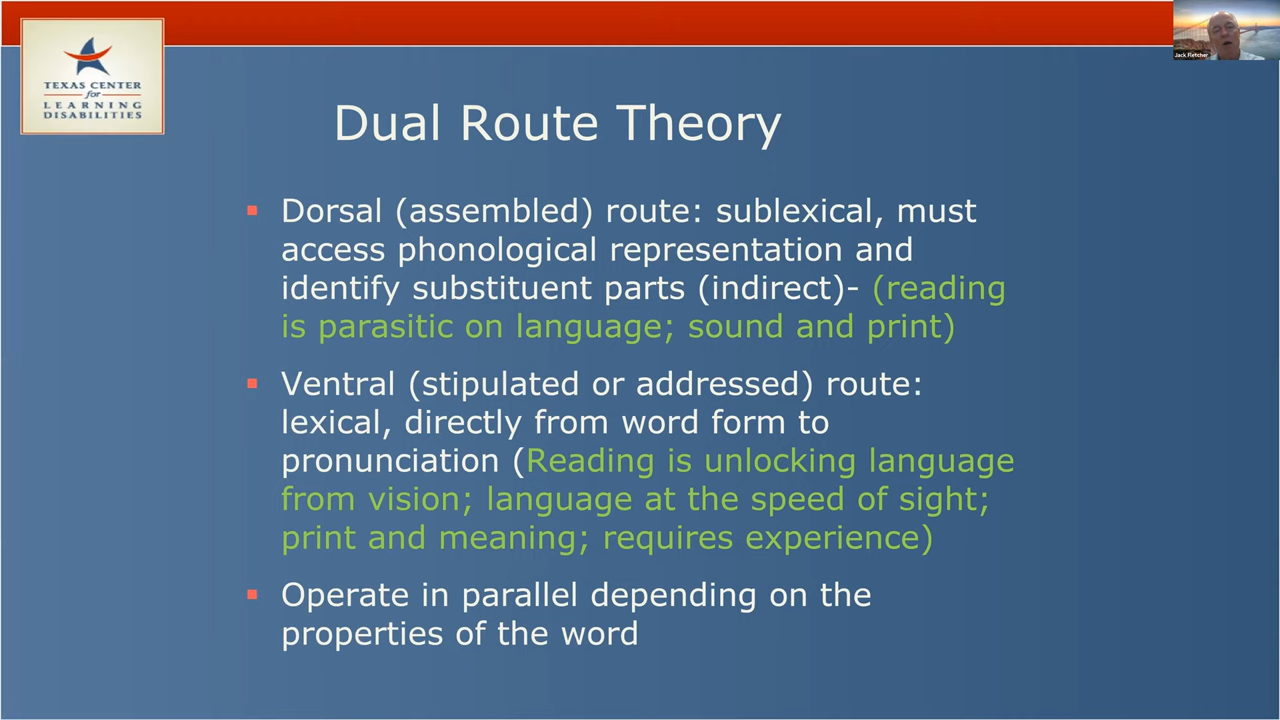 TEXAS CENTER
for
LEARNING
DISABILITIES
Jack Fletcher
Dual Route Theory
▪ Dorsal (assembled) route: sublexical, must
access phonological representation and
identify substituent parts (indirect)- (reading
is parasitic on language; sound and print)
▪ Ventral (stipulated or addressed) route:
lexical, directly from word form to
pronunciation (Reading is unlocking language
from vision; language at the speed of sight;
print and meaning; requires experience)
▪ Operate in parallel depending on the
properties of the word